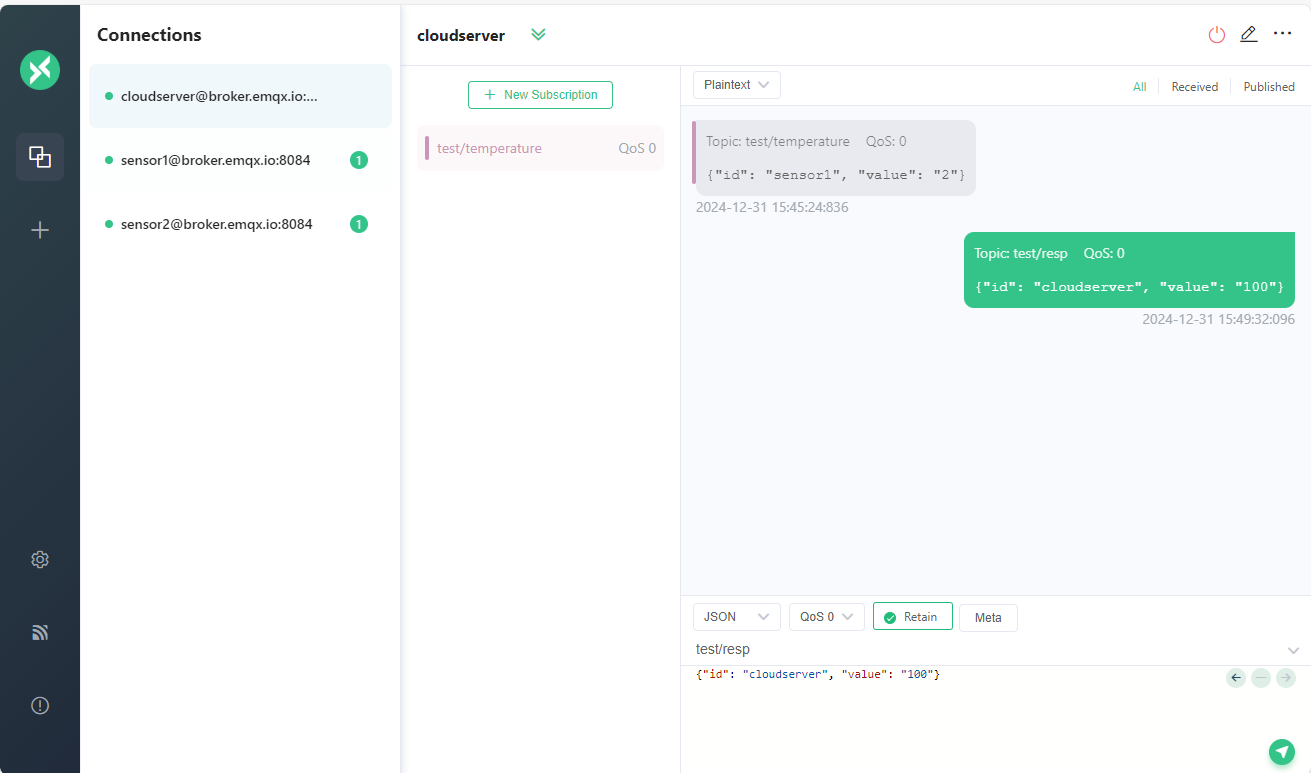 Connections
cloudserver@broker.emqx.io:...
sensor1@broker.emqx.io:8084 1
sensor2@broker.emqx.io:8084 1
cloudserver
New Subscription
test/temperature QoS 0
Plaintext All Received Published
Topic: test/temperature QoS: 0
{"id": "sensor1", "value": "2"}
2024-12-31 15:45:24:836
Topic: test/resp QoS: 0
{"id": "cloudserver", "value": "100"}
2024-12-31 15:49:32:096
JSON QoS 0 Retain Meta
test/resp
{"id": "cloudserver", "value": "100"}